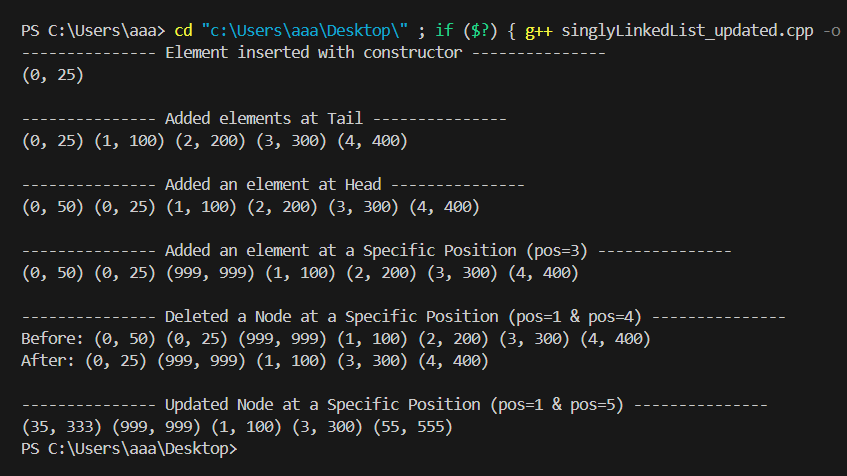 PS C:\Users\aaa> cd "c:\Users\aaa\Desktop\" ; if ($?) { g++ singlyLinkedList_updated.cpp -o
--------------- Element inserted with constructor ---------------
(0, 25)
--------------- Added elements at Tail ---------------
(0, 25) (1, 100) (2, 200) (3, 300) (4, 400)
--------------- Added an element at Head ---------------
(0, 50) (0, 25) (1, 100) (2, 200) (3, 300) (4, 400)
--------------- Added an element at a Specific Position (pos=3) ---------------
(0, 50) (0, 25) (999, 999) (1, 100) (2, 200) (3, 300) (4, 400)
--------------- Deleted a Node at a Specific Position (pos=1 & pos=4) ---------------
Before: (0, 50) (0, 25) (999, 999) (1, 100) (2, 200) (3, 300) (4, 400)
After: (0, 25) (999, 999) (1, 100) (3, 300) (4, 400)
--------------- Updated Node at a Specific Position (pos=1 & pos=5) ---------------
(35, 333) (999, 999) (1, 100) (3, 300) (55, 555)
PS C:\Users\aaa\Desktop>